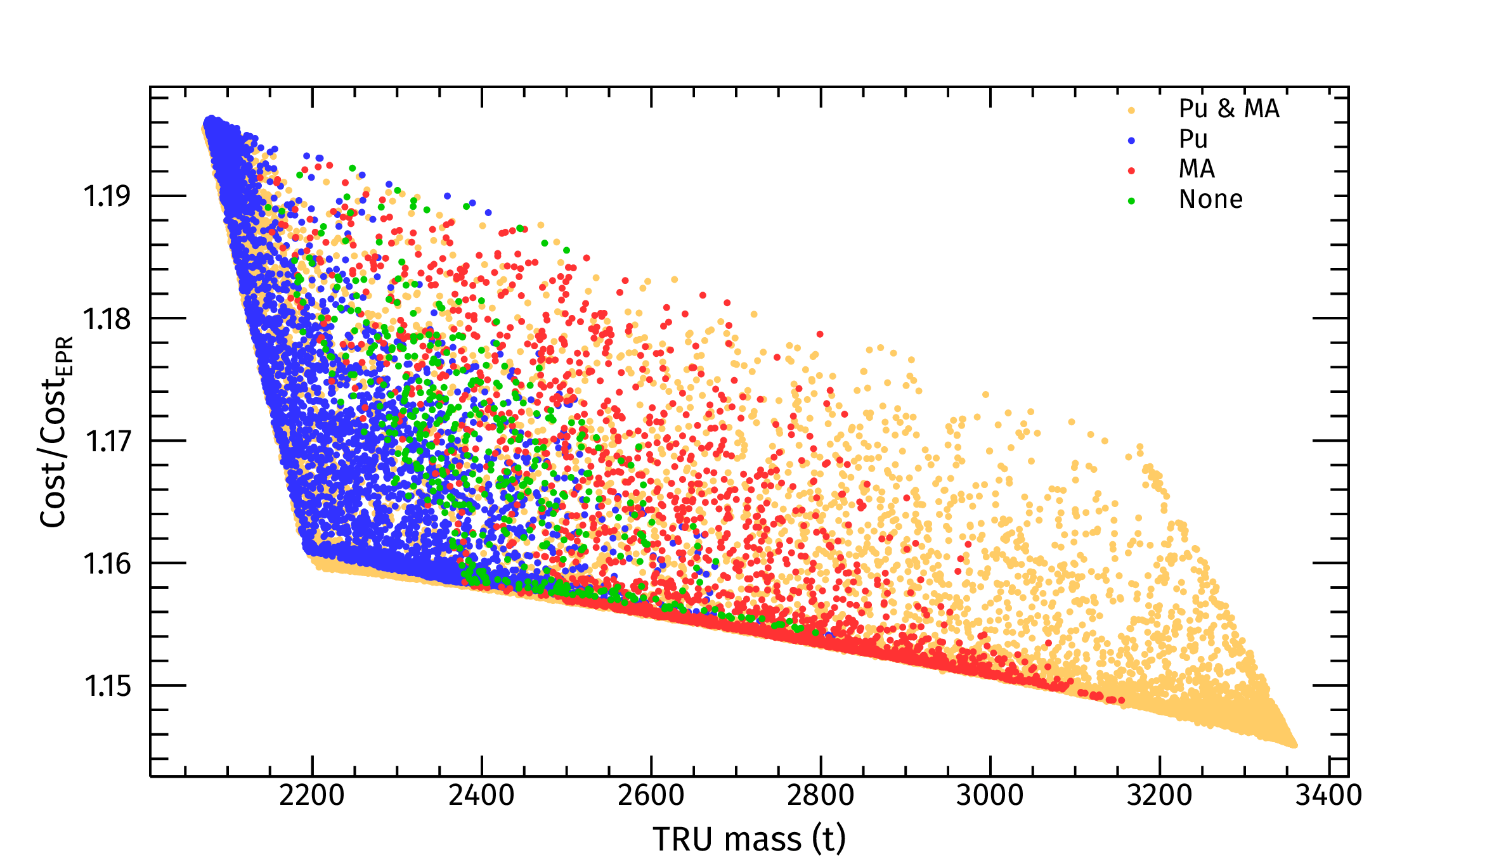 Pu & MA
Pu
MA
None
1.19
1.18
1.17
1.16
1.15
Cost/Cost_EPR
2200 2400 2600 2800 3000 3200 3400
TRU mass (t)